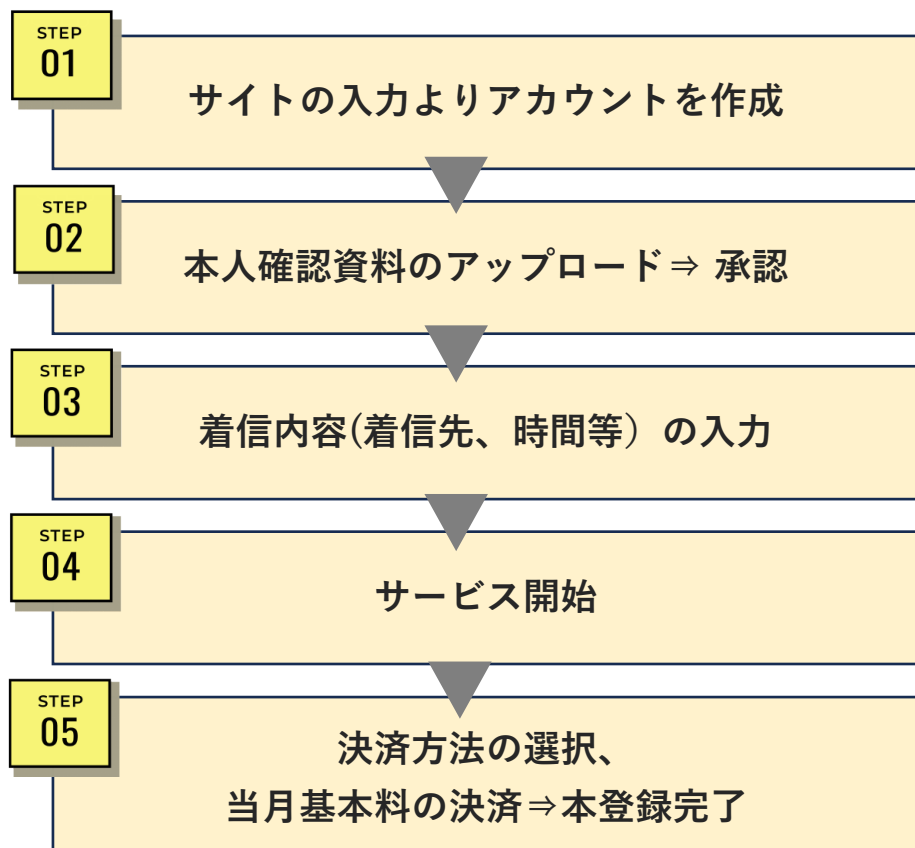 STEP
01
サイトの入力よりアカウントを作成
STEP
02
本人確認資料のアップロード⇒ 承認
STEP
03
着信内容(着信先、時間等）の入力
STEP
04
サービス開始
STEP
05
決済方法の選択、
当月基本料の決済⇒本登録完了